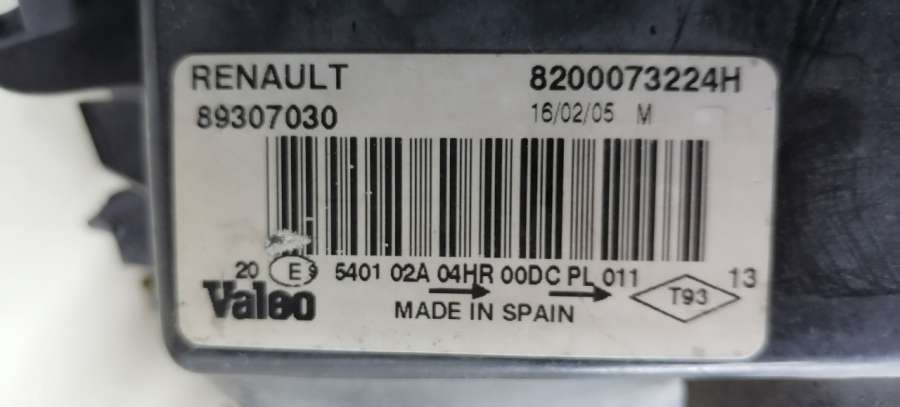 RENAULT 8200073224H
89307030 16/02/05 M
20 E9 5401 02A 04HR 00DC PL 011 13
Valeo MADE IN SPAIN T93